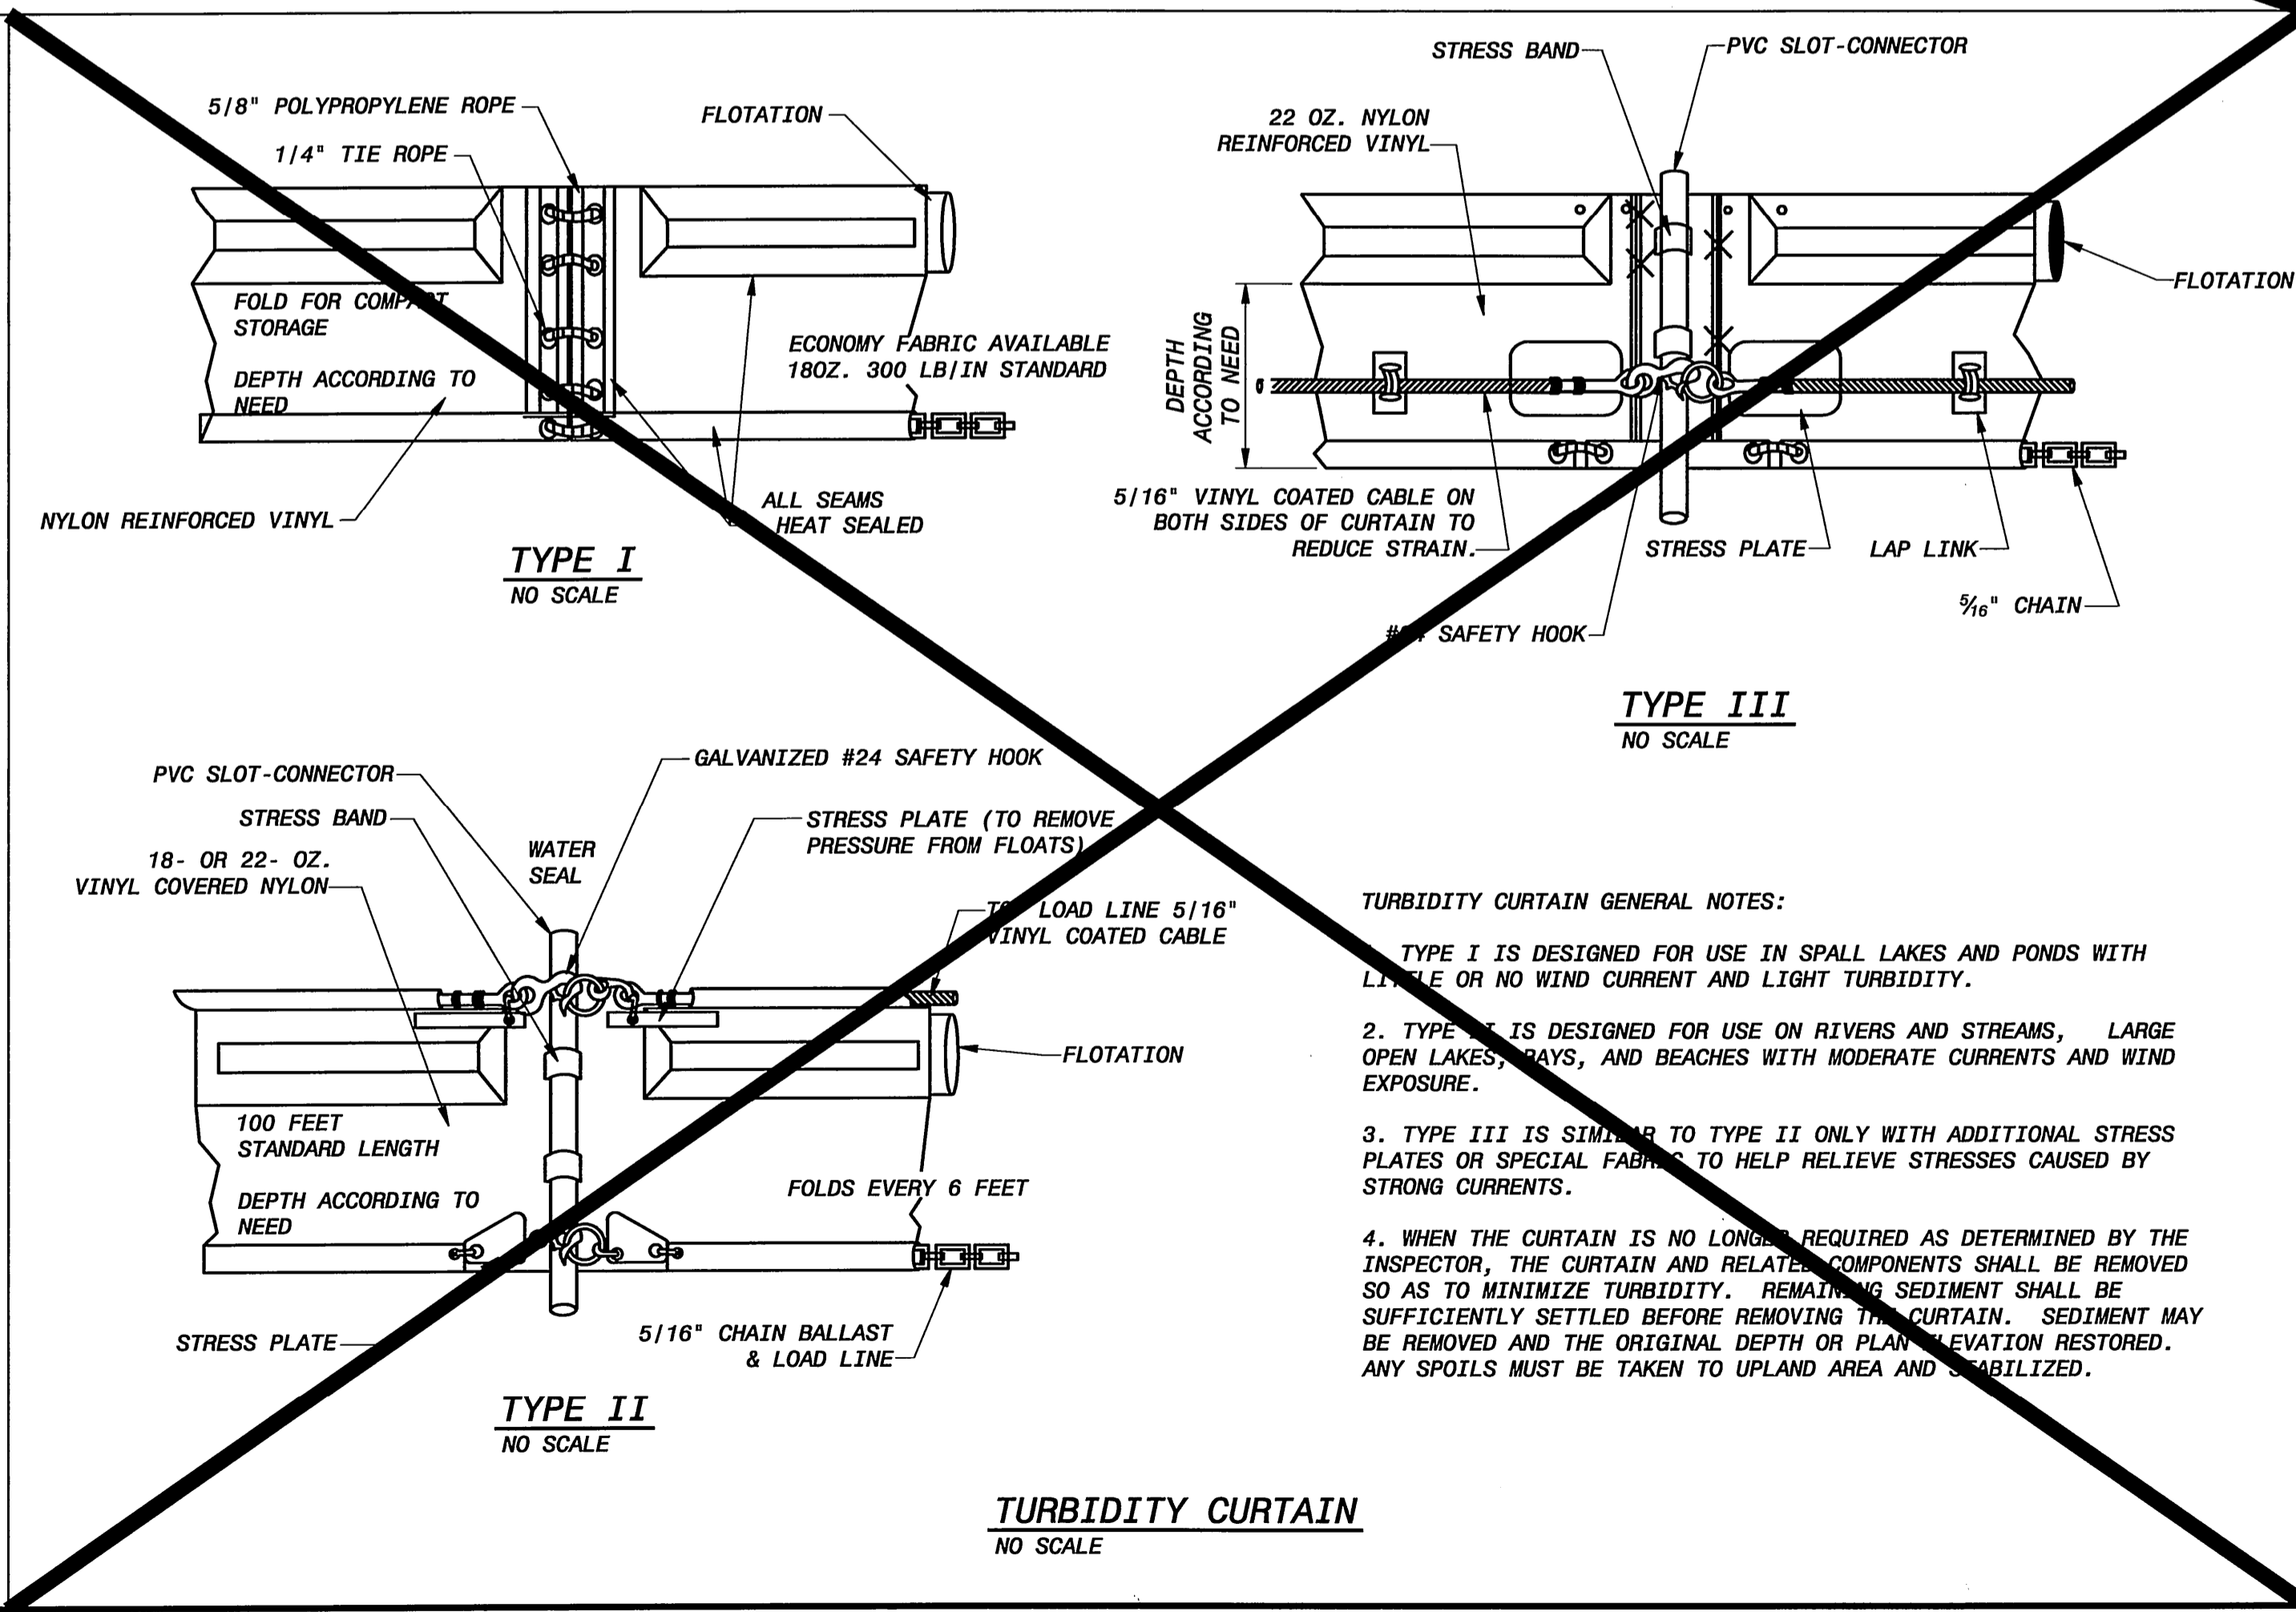 5/8" POLYPROPYLENE ROPE
1/4" TIE ROPE
FLOTATION
FOLD FOR COMPACT
STORAGE
DEPTH ACCORDING TO
NEED
ECONOMY FABRIC AVAILABLE
18OZ. 300 LB/IN STANDARD
NYLON REINFORCED VINYL
ALL SEAMS
HEAT SEALED
TYPE I
NO SCALE
STRESS BAND
PVC SLOT-CONNECTOR
22 OZ. NYLON
REINFORCED VINYL
FLOTATION
DEPTH
ACCORDING
TO NEED
5/16" VINYL COATED CABLE ON
BOTH SIDES OF CURTAIN TO
REDUCE STRAIN.
STRESS PLATE
LAP LINK
5/16" CHAIN
SAFETY HOOK
TYPE III
NO SCALE
PVC SLOT-CONNECTOR
STRESS BAND
18- OR 22- OZ.
VINYL COVERED NYLON
WATER
SEAL
GALVANIZED #24 SAFETY HOOK
STRESS PLATE (TO REMOVE
PRESSURE FROM FLOATS)
LOAD LINE 5/16"
VINYL COATED CABLE
FLOTATION
100 FEET
STANDARD LENGTH
DEPTH ACCORDING TO
NEED
FOLDS EVERY 6 FEET
STRESS PLATE
5/16" CHAIN BALLAST
& LOAD LINE
TYPE II
NO SCALE
TURBIDITY CURTAIN GENERAL NOTES:
TYPE I IS DESIGNED FOR USE IN SPALL LAKES AND PONDS WITH
LITTLE OR NO WIND CURRENT AND LIGHT TURBIDITY.
2. TYPE II IS DESIGNED FOR USE ON RIVERS AND STREAMS, LARGE
OPEN LAKES, BAYS, AND BEACHES WITH MODERATE CURRENTS AND WIND
EXPOSURE.
3. TYPE III IS SIMILAR TO TYPE II ONLY WITH ADDITIONAL STRESS
PLATES OR SPECIAL FABRIC TO HELP RELIEVE STRESSES CAUSED BY
STRONG CURRENTS.
4. WHEN THE CURTAIN IS NO LONGER REQUIRED AS DETERMINED BY THE
INSPECTOR, THE CURTAIN AND RELATED COMPONENTS SHALL BE REMOVED
SO AS TO MINIMIZE TURBIDITY. REMAINING SEDIMENT SHALL BE
SUFFICIENTLY SETTLED BEFORE REMOVING THE CURTAIN. SEDIMENT MAY
BE REMOVED AND THE ORIGINAL DEPTH OR PLAN ELEVATION RESTORED.
ANY SPOILS MUST BE TAKEN TO UPLAND AREA AND STABILIZED.
TURBIDITY CURTAIN
NO SCALE